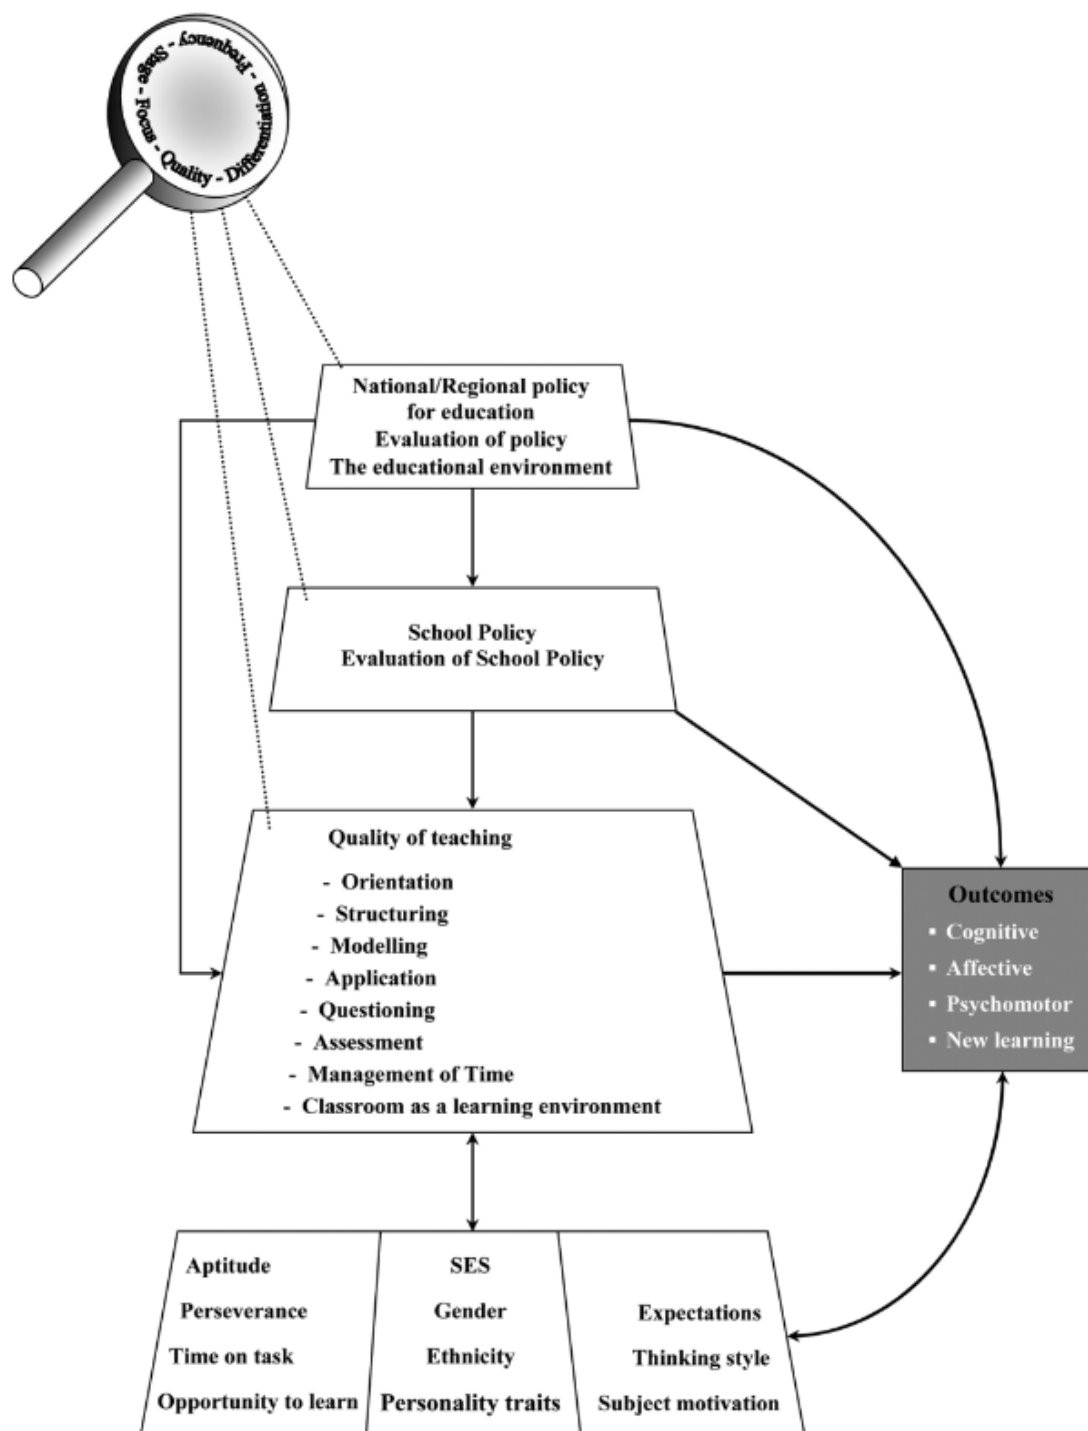 Frequency - Stage - Focus - Quality - Differentiation -
National/Regional policy
for education
Evaluation of policy
The educational environment
School Policy
Evaluation of School Policy
Quality of teaching
- Orientation
- Structuring
- Modelling
- Application
- Questioning
- Assessment
- Management of Time
- Classroom as a learning environment
Outcomes
▪ Cognitive
▪ Affective
▪ Psychomotor
▪ New learning
Aptitude
Perseverance
Time on task
Opportunity to learn
SES
Gender
Ethnicity
Personality traits
Expectations
Thinking style
Subject motivation